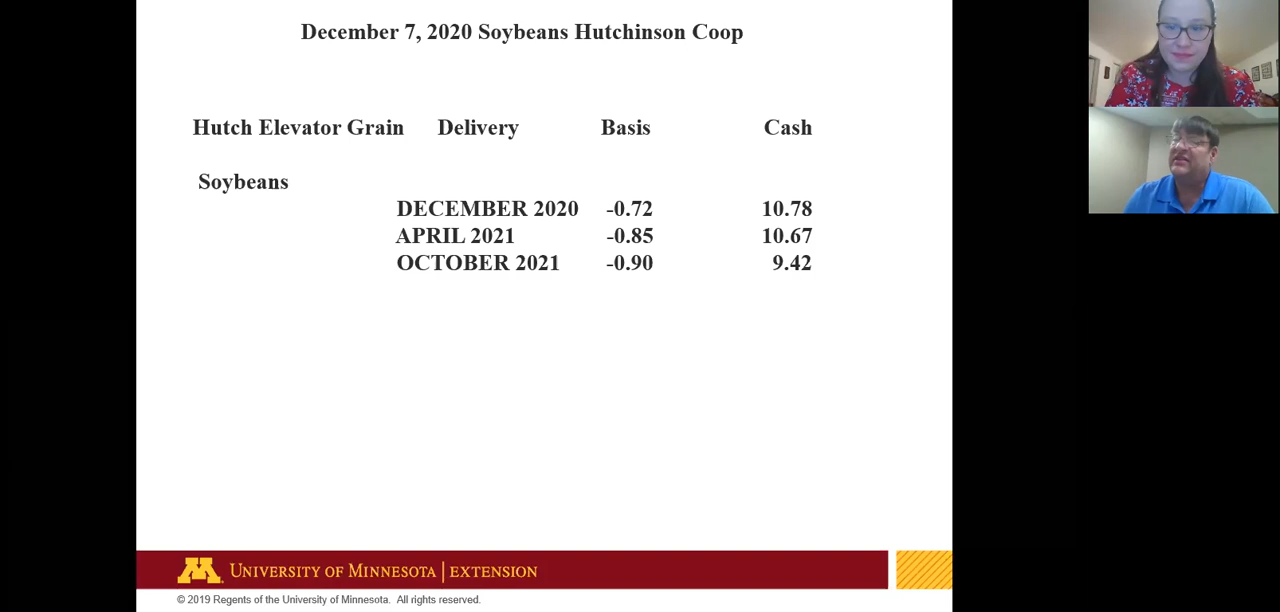 December 7, 2020 Soybeans Hutchinson Coop
Hutch Elevator Grain Delivery Basis Cash
Soybeans
DECEMBER 2020 -0.72 10.78
APRIL 2021 -0.85 10.67
OCTOBER 2021 -0.90 9.42
M UNIVERSITY OF MINNESOTA | EXTENSION
© 2019 Regents of the University of Minnesota. All rights reserved.